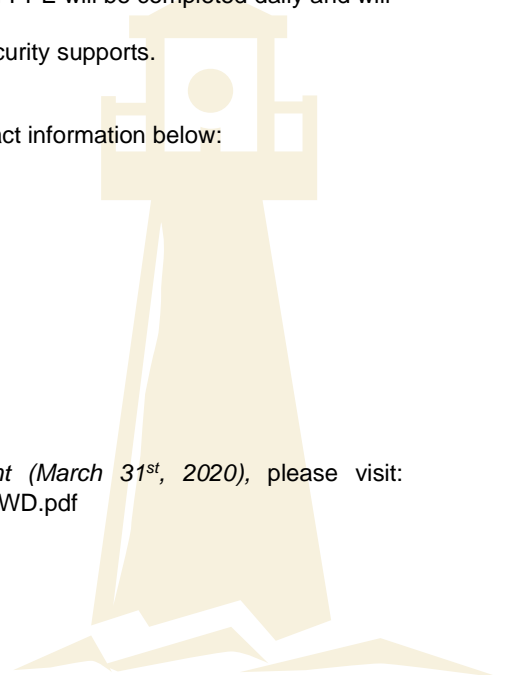 PPE will be completed daily and will
curity supports.
act information below:
nt (March 31st, 2020), please visit:
WD.pdf